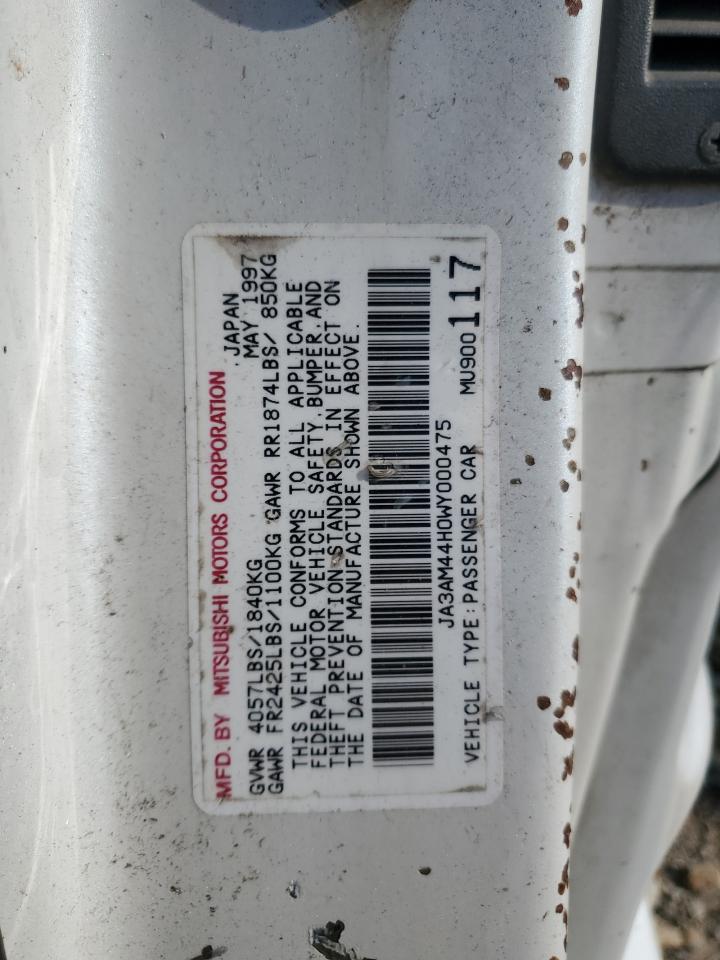 MFD. BY MITSUBISHI MOTORS CORPORATION JAPAN
MAY 1997
GVWR 4057LBS/1840KG
GAWR FR2425LBS/1100KG GAWR RR1874LBS/ 850KG
THIS VEHICLE CONFORMS TO ALL APPLICABLE
FEDERAL MOTOR VEHICLE SAFETY, BUMPER, AND
THEFT PREVENTION STANDARDS IN EFFECT ON
THE DATE OF MANUFACTURE SHOWN ABOVE.
JA3AM44H0WY000475
VEHICLE TYPE:PASSENGER CAR MU900117